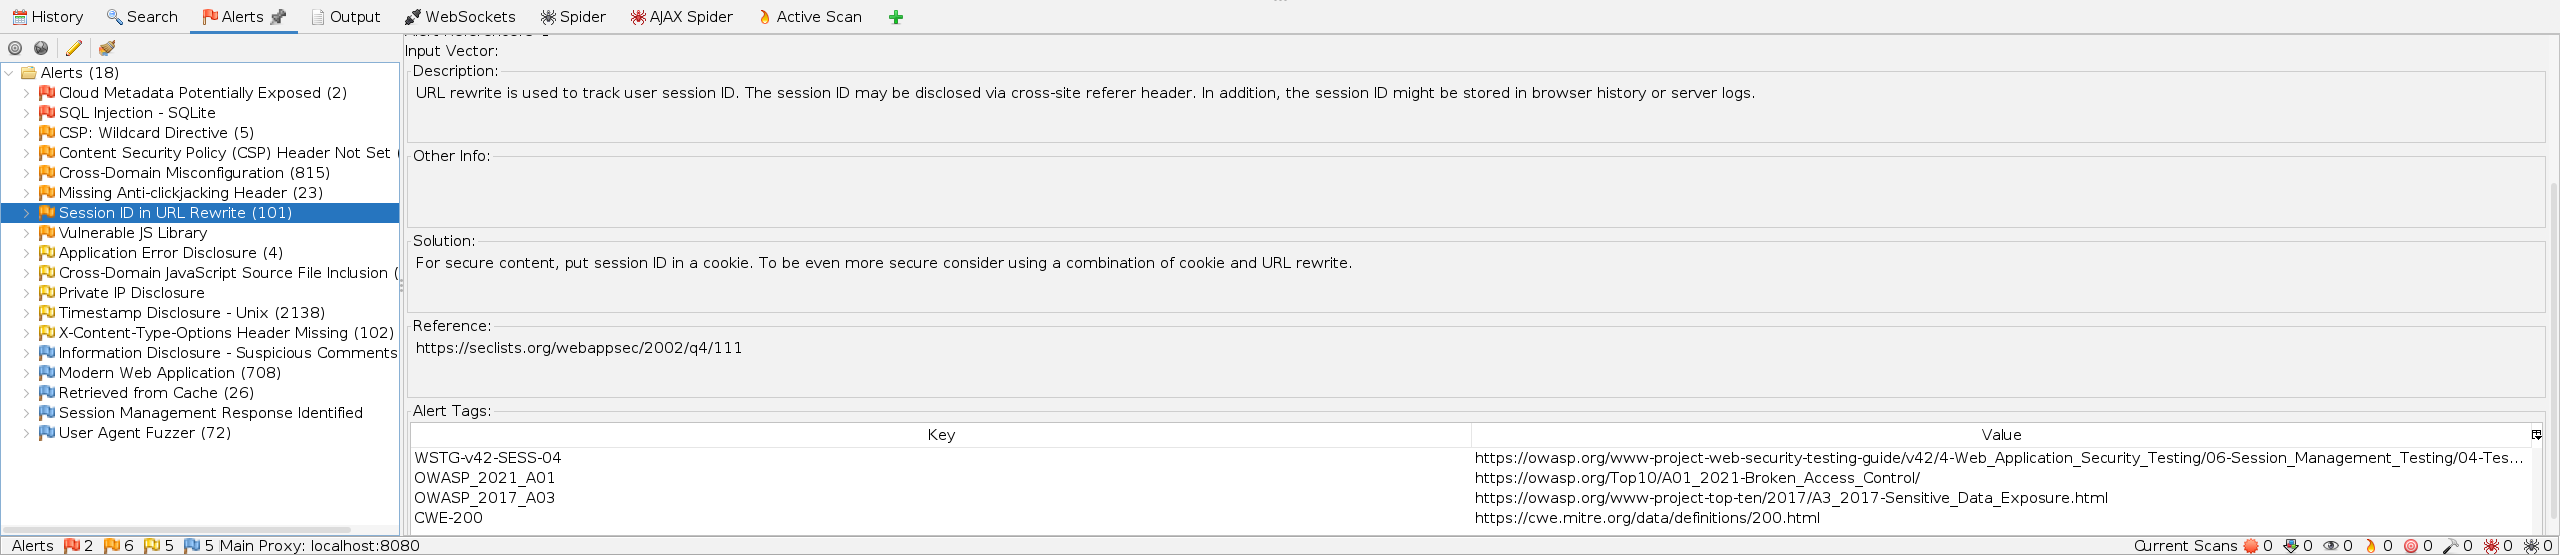 History Search Alerts Output WebSockets Spider AJAX Spider Active Scan
Input Vector:
Alerts (18)
Cloud Metadata Potentially Exposed (2)
SQL Injection - SQLite
CSP: Wildcard Directive (5)
Content Security Policy (CSP) Header Not Set (
Cross-Domain Misconfiguration (815)
Missing Anti-clickjacking Header (23)
Session ID in URL Rewrite (101)
Vulnerable JS Library
Application Error Disclosure (4)
Cross-Domain JavaScript Source File Inclusion (
Private IP Disclosure
Timestamp Disclosure - Unix (2138)
X-Content-Type-Options Header Missing (102)
Information Disclosure - Suspicious Comments
Modern Web Application (708)
Retrieved from Cache (26)
Session Management Response Identified
User Agent Fuzzer (72)
Description:
URL rewrite is used to track user session ID. The session ID may be disclosed via cross-site referer header. In addition, the session ID might be stored in browser history or server logs.
Other Info:
Solution:
For secure content, put session ID in a cookie. To be even more secure consider using a combination of cookie and URL rewrite.
Reference:
https://seclists.org/webappsec/2002/q4/111
Alert Tags:
Key Value
WSTG-v42-SESS-04 https://owasp.org/www-project-web-security-testing-guide/v42/4-Web_Application_Security_Testing/06-Session_Management_Testing/04-Tes...
OWASP_2021_A01 https://owasp.org/Top10/A01_2021-Broken_Access_Control/
OWASP_2017_A03 https://owasp.org/www-project-top-ten/2017/A3_2017-Sensitive_Data_Exposure.html
CWE-200 https://cwe.mitre.org/data/definitions/200.html
Alerts 2 6 5 5 Main Proxy: localhost:8080 Current Scans 0 0 0 0 0 0 0 0